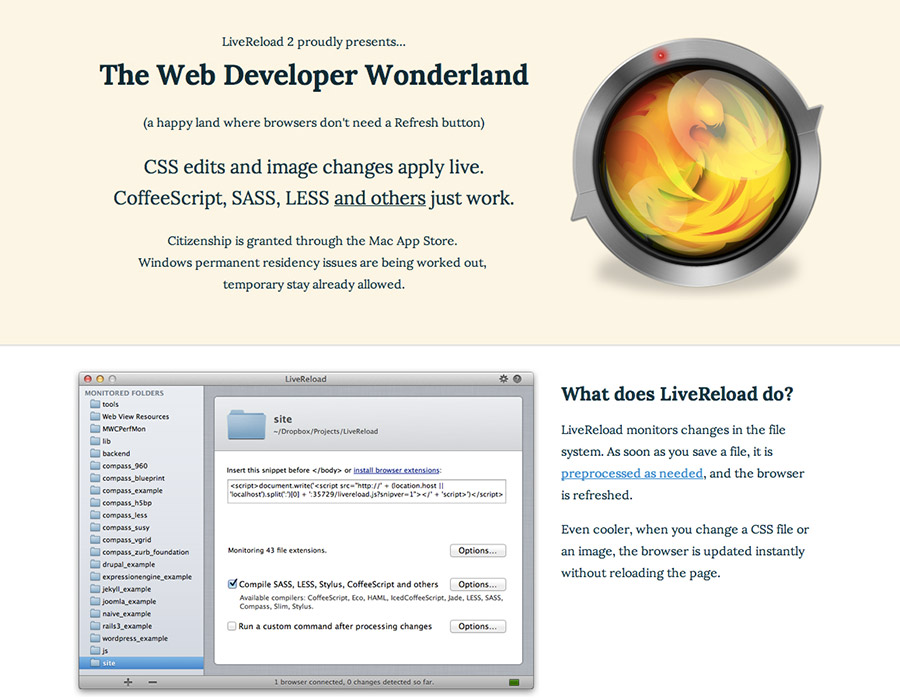 LiveReload 2 proudly presents...
The Web Developer Wonderland
(a happy land where browsers don't need a Refresh button)
CSS edits and image changes apply live.
CoffeeScript, SASS, LESS and others just work.
Citizenship is granted through the Mac App Store.
Windows permanent residency issues are being worked out,
temporary stay already allowed.
LiveReload
MONITORED FOLDERS
tools
Web View Resources
MWCPerfMon
lib
backend
compass_960
compass_blueprint
compass_example
compass_h5bp
compass_less
compass_susy
compass_vgrid
compass_zurb_foundation
drupal_example
expressionengine_example
jekyll_example
joomla_example
naive_example
rails3_example
wordpress_example
js
site
site
~/Dropbox/Projects/LiveReload
Insert this snippet before </body> or install browser extensions:
<script>document.write('<script src="http://' + (location.host ||
'localhost').split(':')[0] + ':35729/livereload.js?snipver=1"></' + 'script>')</script>
Monitoring 43 file extensions.
Options...
Compile SASS, LESS, Stylus, CoffeeScript and others
Options...
Available compilers: CoffeeScript, Eco, HAML, IcedCoffeeScript, Jade, LESS, SASS,
Compass, Slim, Stylus.
Run a custom command after processing changes
Options...
1 browser connected, 0 changes detected so far.
What does LiveReload do?
LiveReload monitors changes in the file
system. As soon as you save a file, it is
preprocessed as needed, and the browser
is refreshed.
Even cooler, when you change a CSS file or
an image, the browser is updated instantly
without reloading the page.